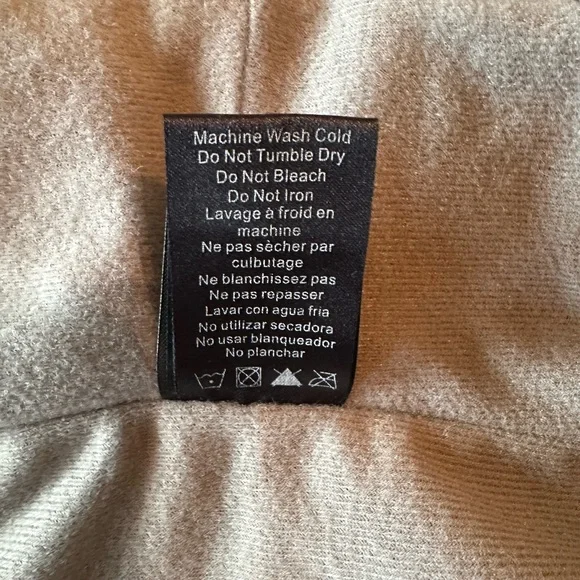 Machine Wash Cold
Do Not Tumble Dry
Do Not Bleach
Do Not Iron
Lavage à froid en
machine
Ne pas sècher par
culbutage
Ne blanchissez pas
Ne pas repasser
Lavar con agua fria
No utilizar secadora
No usar blanqueador
No planchar